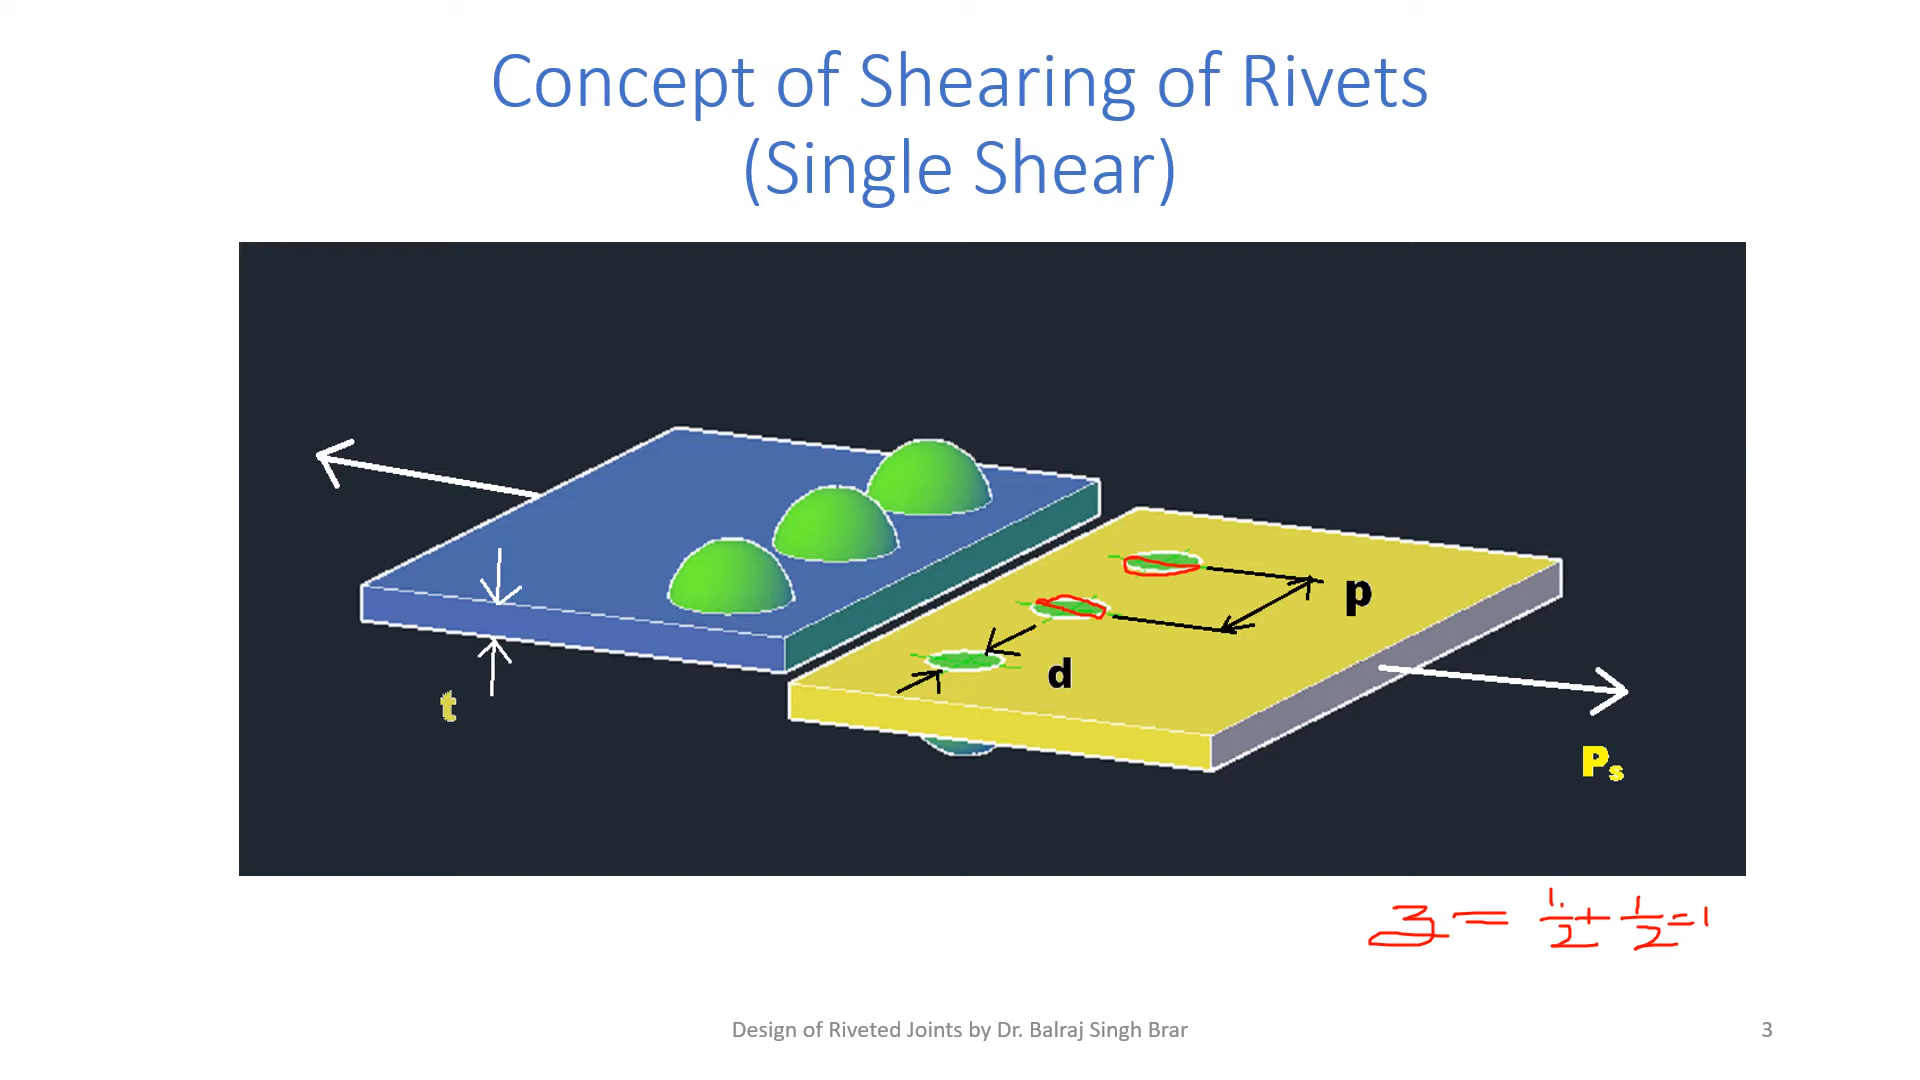 Concept of Shearing of Rivets
(Single Shear)
p
d
t
Ps
3 = 1/2 + 1/2 = 1
Design of Riveted Joints by Dr. Balraj Singh Brar
3